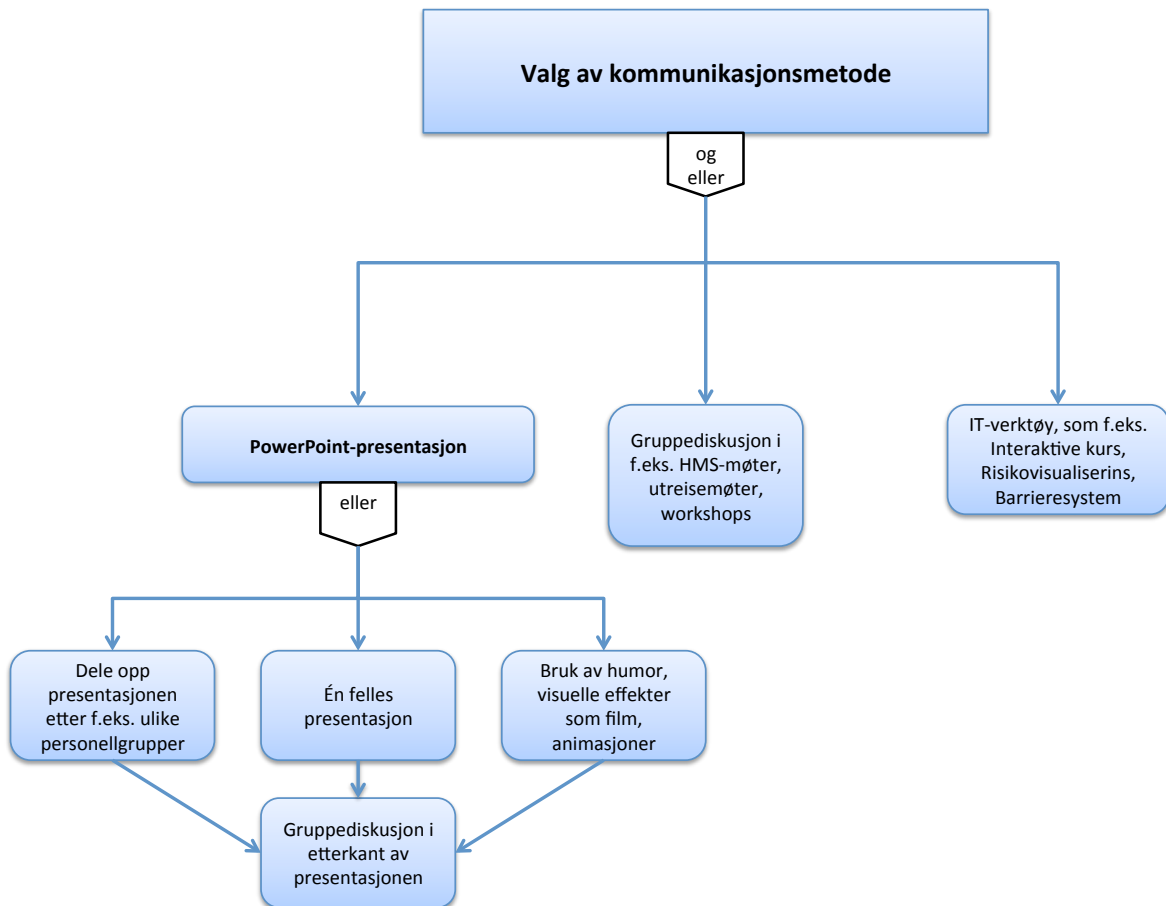 Valg av kommunikasjonsmetode
og
eller
PowerPoint-presentasjon
Gruppediskusjon i
f.eks. HMS-møter,
utreisemøter,
workshops
IT-verktøy, som f.eks.
Interaktive kurs,
Risikovisualiserins,
Barrieresystem
eller
Dele opp
presentasjonen
etter f.eks. ulike
personellgrupper
Én felles
presentasjon
Bruk av humor,
visuelle effekter
som film,
animasjoner
Gruppediskusjon i
etterkant av
presentasjonen